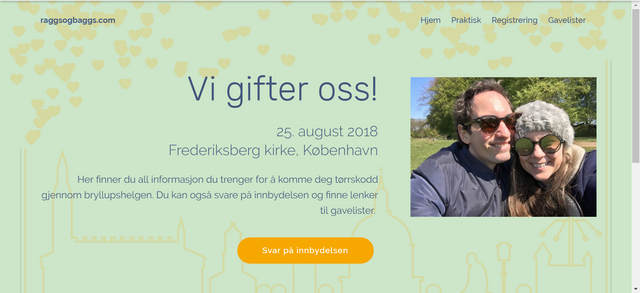 raggsogbaggs.com
Hjem Praktisk Registrering Gavelister
Vi gifter oss!
25. august 2018
Frederiksberg kirke, København
Her finner du all informasjon du trenger for å komme deg tørrskodd
gjennom bryllupshelgen. Du kan også svare på innbydelsen og finne lenker
til gavelister.
Svar på innbydelsen